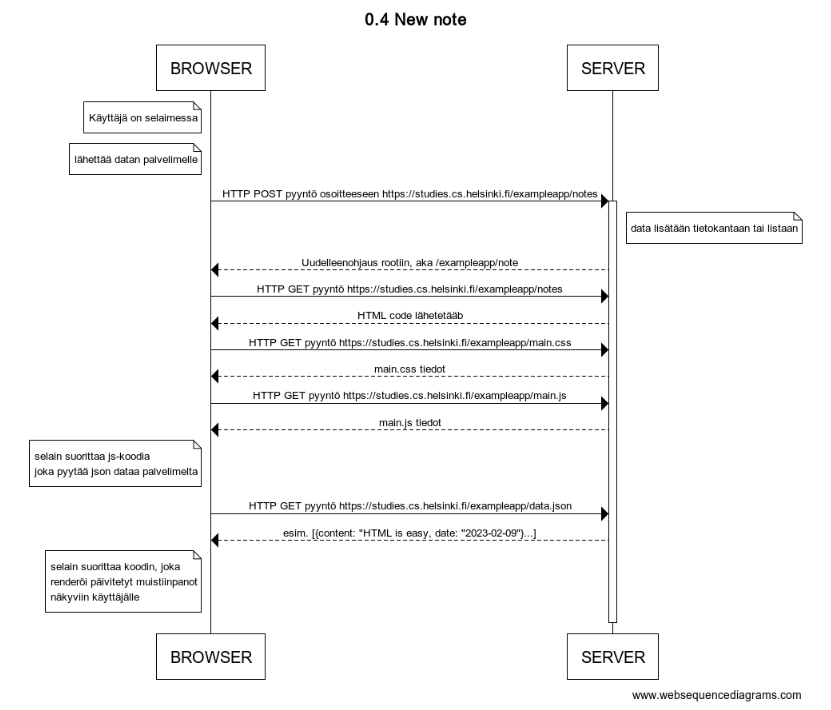 0.4 New note
BROWSER
SERVER
Käyttäjä on selaimessa
lähettää datan palvelimelle
HTTP POST pyyntö osoitteeseen https://studies.cs.helsinki.fi/exampleapp/notes
data lisätään tietokantaan tai listaan
Uudelleenohjaus rootiin, aka /exampleapp/note
HTTP GET pyyntö https://studies.cs.helsinki.fi/exampleapp/notes
HTML code lähetetääb
HTTP GET pyyntö https://studies.cs.helsinki.fi/exampleapp/main.css
main.css tiedot
HTTP GET pyyntö https://studies.cs.helsinki.fi/exampleapp/main.js
main.js tiedot
selain suorittaa js-koodia
joka pyytää json dataa palvelimelta
HTTP GET pyyntö https://studies.cs.helsinki.fi/exampleapp/data.json
esim. [{content: "HTML is easy, date: "2023-02-09"}...]
selain suorittaa koodin, joka
renderöi päivitetyt muistiinpanot
näkyviin käyttäjälle
BROWSER
SERVER
www.websequencediagrams.com